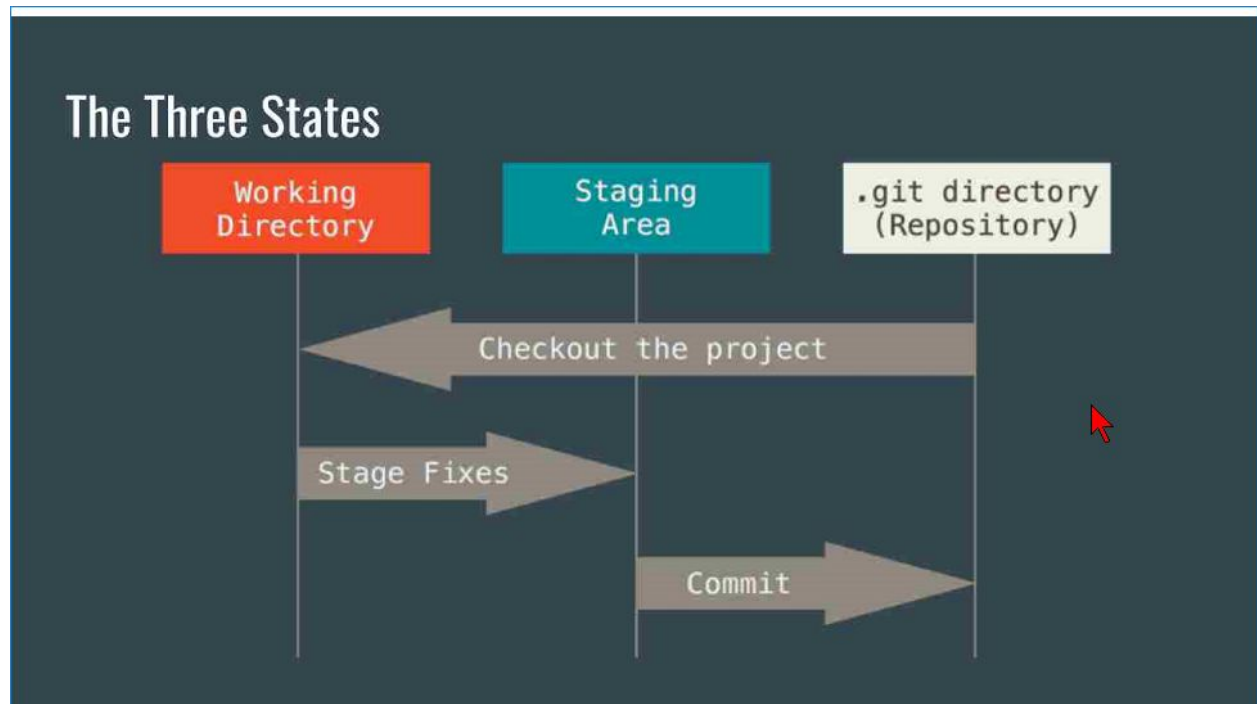 The Three States
Working
Directory
Staging
Area
.git directory
(Repository)
Checkout the project
Stage Fixes
Commit